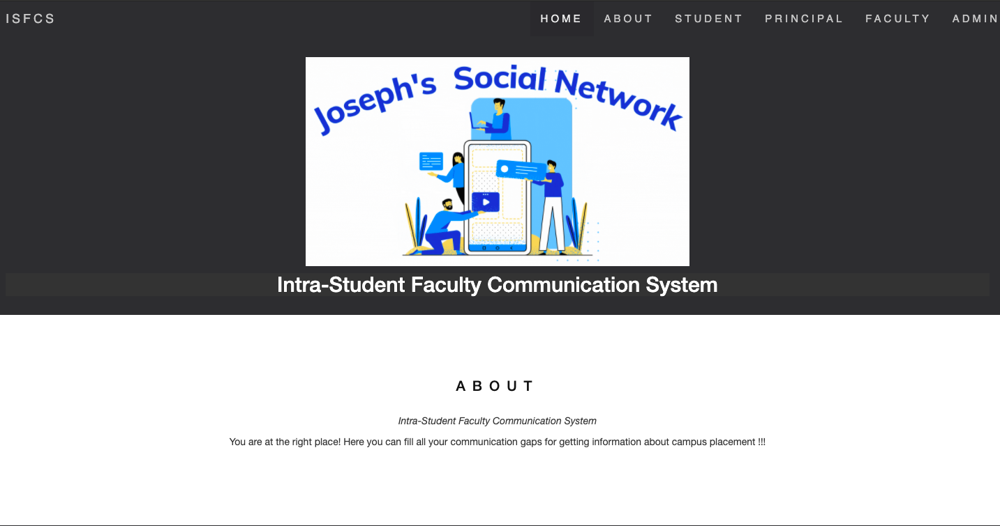 ISFCS HOME ABOUT STUDENT PRINCIPAL FACULTY ADMIN
Joseph's Social Network
Intra-Student Faculty Communication System
ABOUT
Intra-Student Faculty Communication System
You are at the right place! Here you can fill all your communication gaps for getting information about campus placement !!!